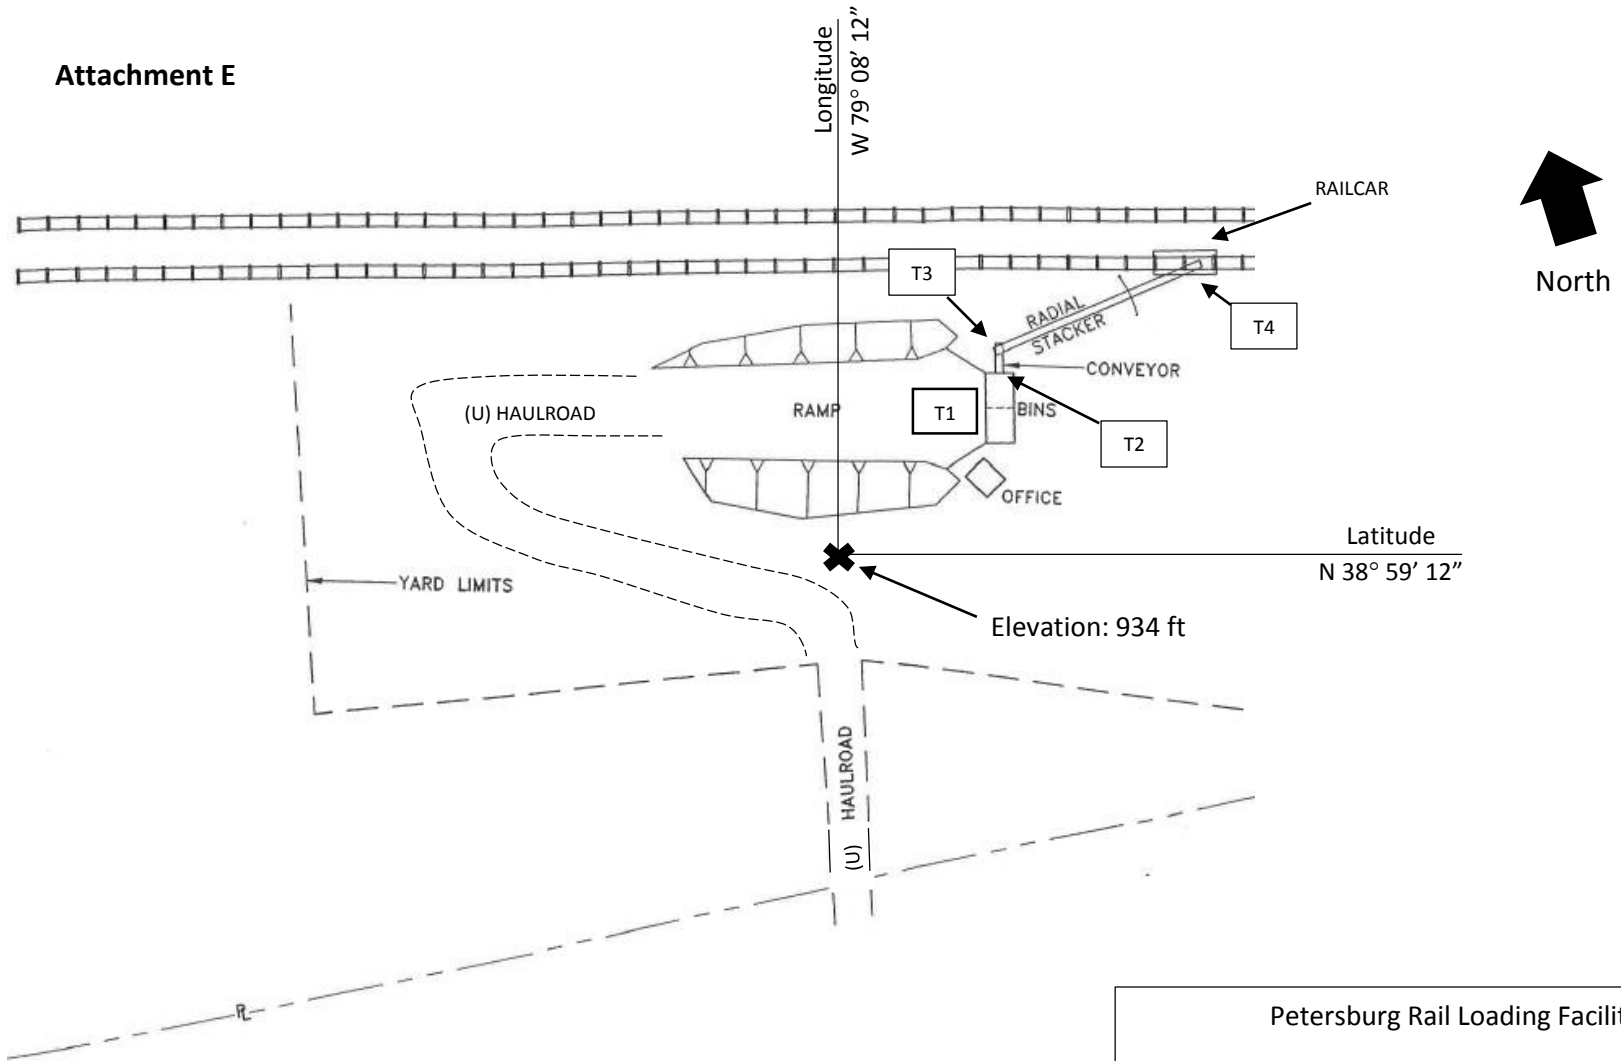 Attachment E
Longitude
W 79° 08’ 12”
RAILCAR
North
T3
T4
RADIAL
STACKER
CONVEYOR
(U) HAULROAD
RAMP
T1
BINS
T2
OFFICE
Latitude
N 38° 59’ 12”
YARD LIMITS
Elevation: 934 ft
(U) HAULROAD
PL
Petersburg Rail Loading Facilit